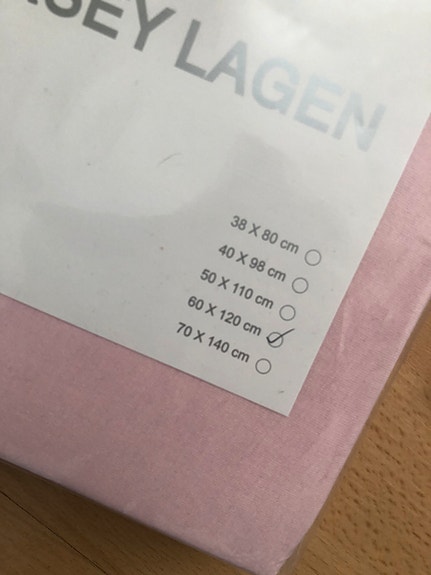 SEY LAGEN
38 X 80 cm
40 X 98 cm
50 X 110 cm
60 X 120 cm
70 X 140 cm